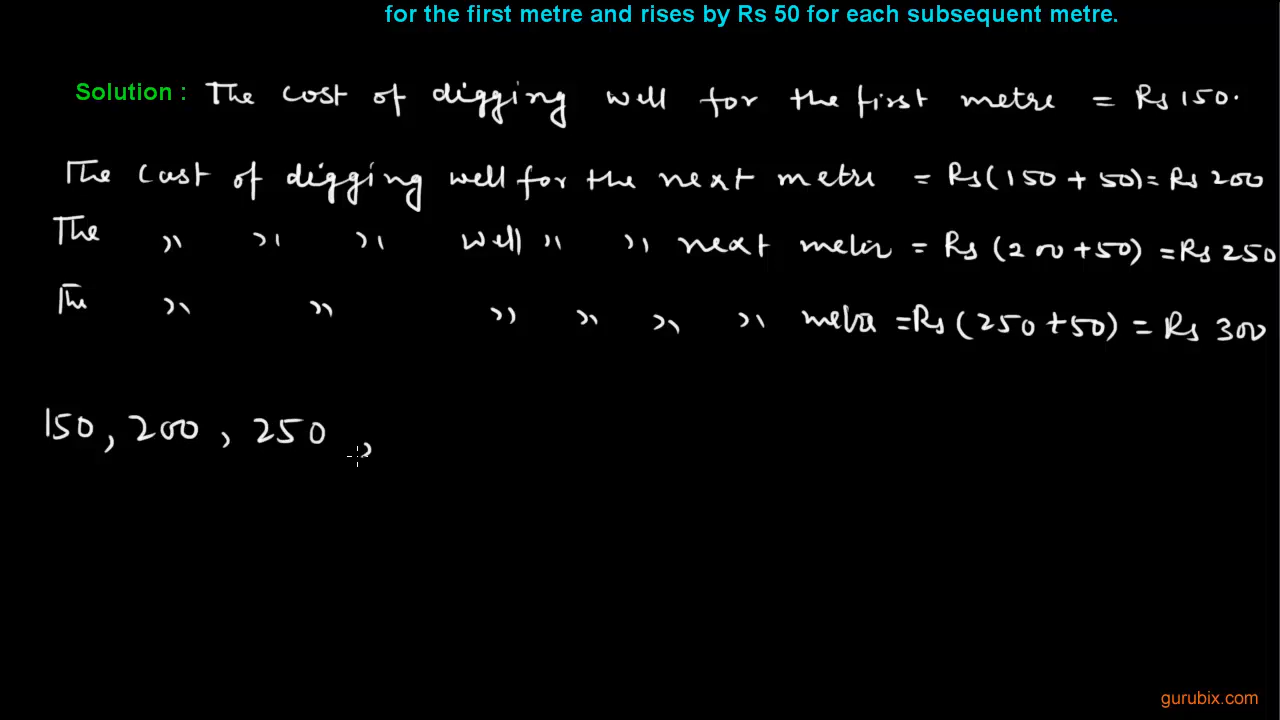 for the first metre and rises by Rs 50 for each subsequent metre.
Solution : The cost of digging well for the first metre = Rs 150.
The cost of digging well for the next metre = Rs (150 + 50) = Rs 200
The " " " well " " next metre = Rs (200 + 50) = Rs 250
The " " " " " " metre = Rs (250 + 50) = Rs 300
150, 200, 250,
gurubix.com